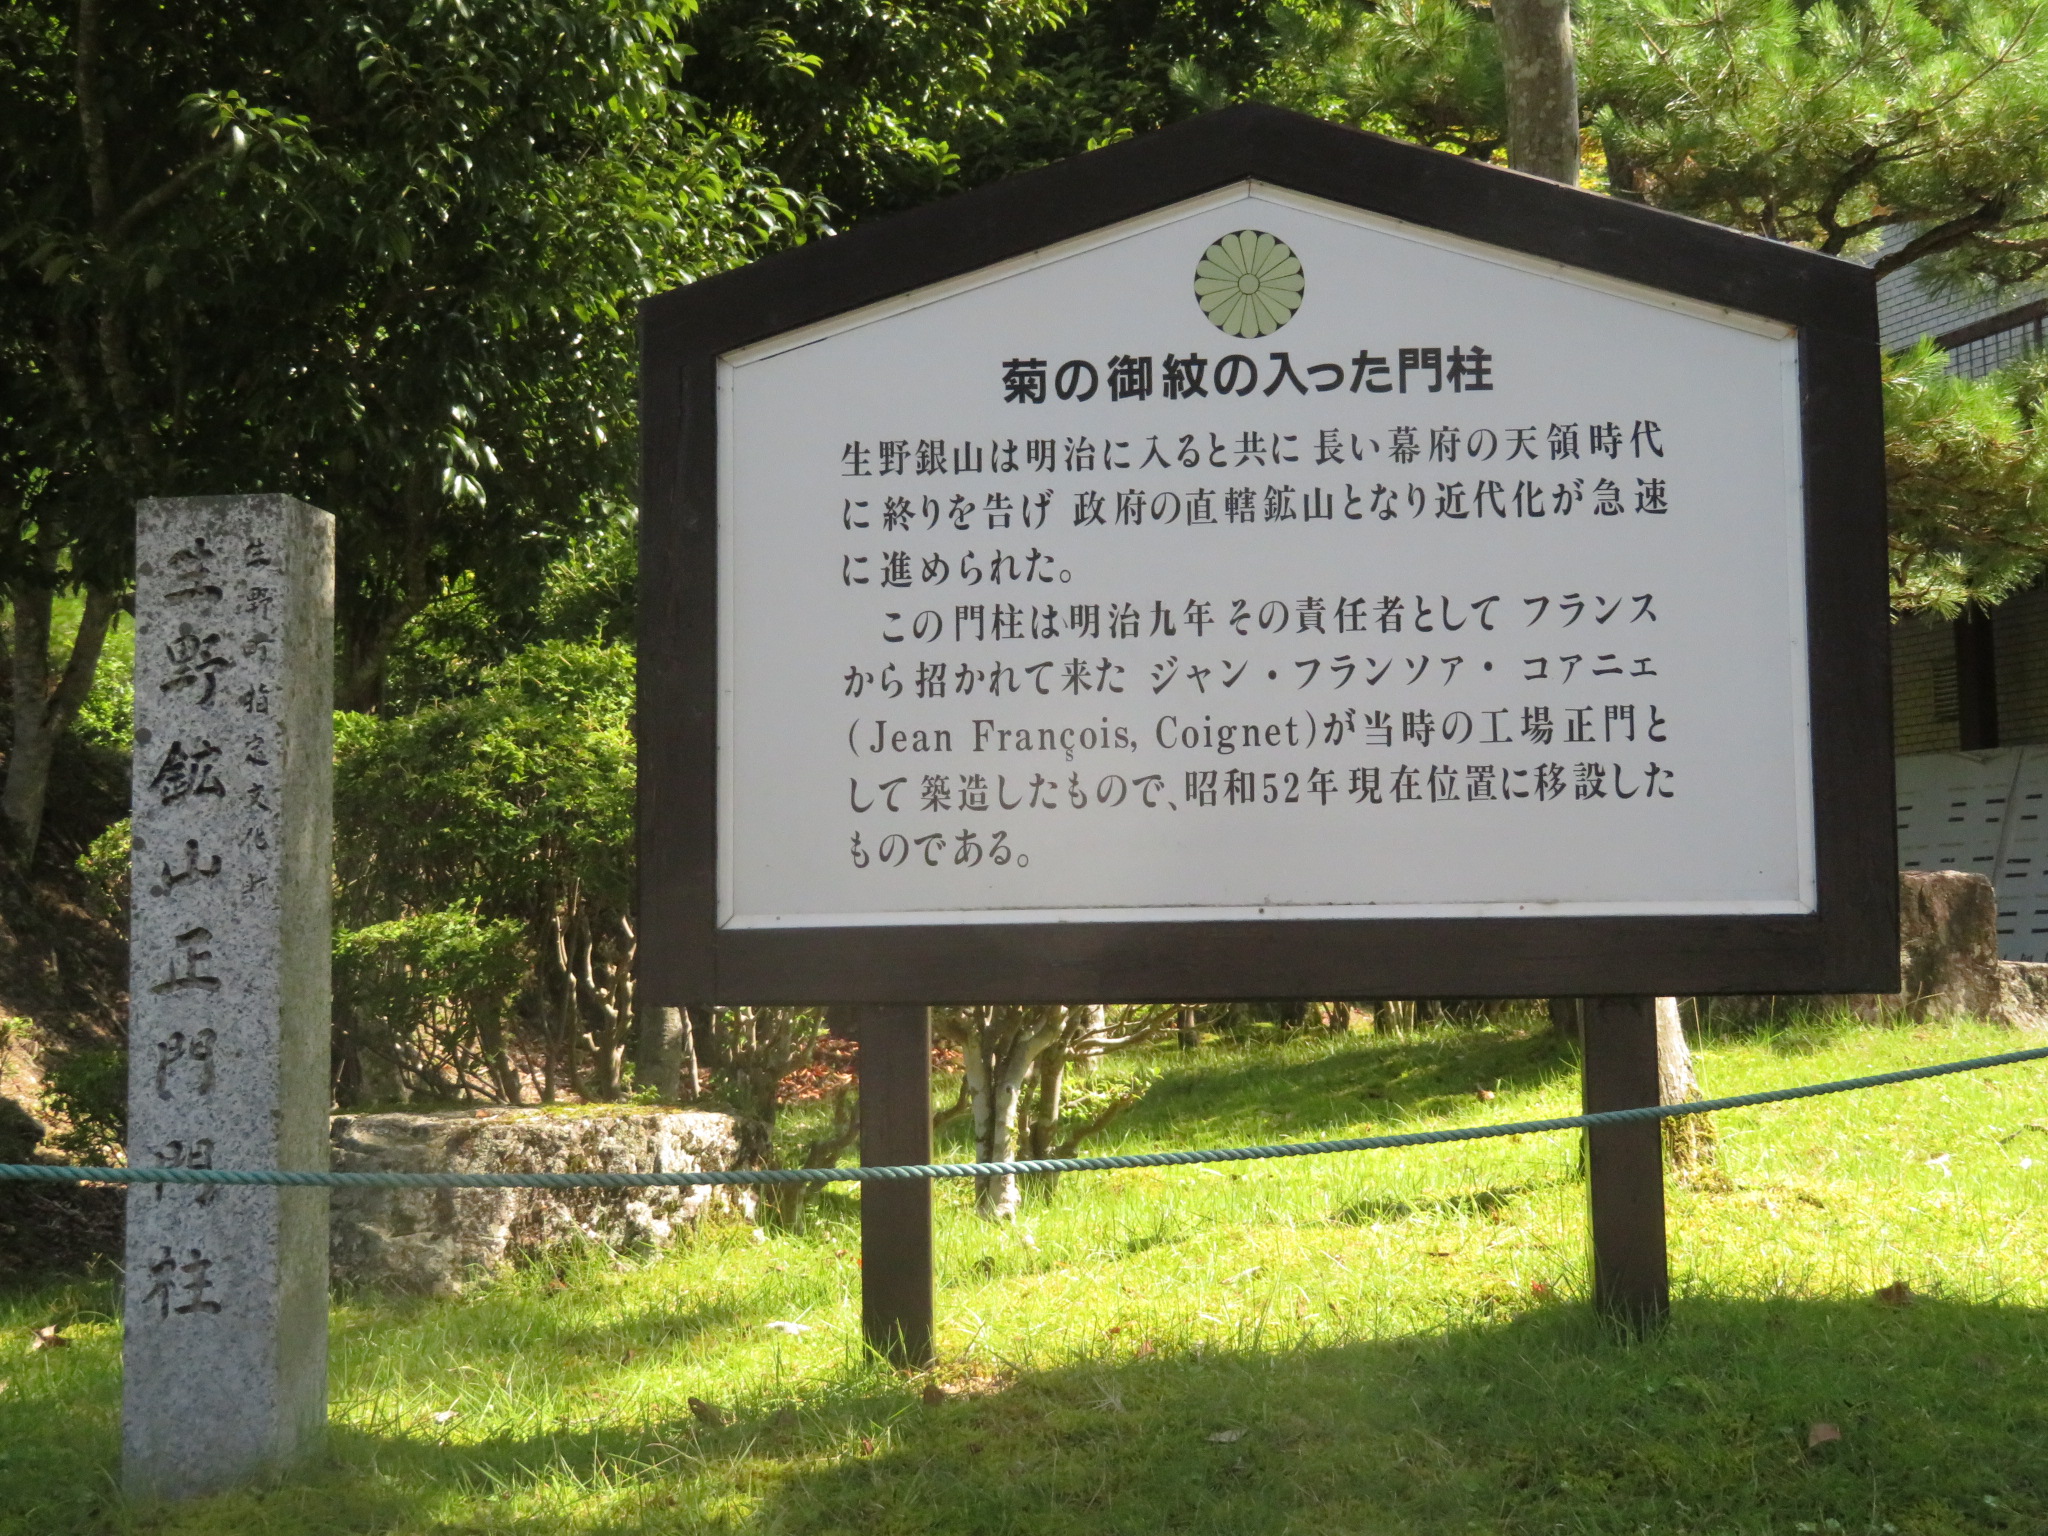 菊の御紋の入った門柱
生野銀山は明治に入ると共に 長い幕府の天領時代
に終りを告げ 政府の直轄鉱山となり近代化が急速
に進められた。
この門柱は明治九年 その責任者として フランス
から招かれて来た ジャン・フランソァ・ コアニェ
(Jean François, Coignet)が当時の工場正門と
して築造したもので、昭和52年現在位置に移設した
ものである。
生野町指定文化財
生野鉱山正門門柱